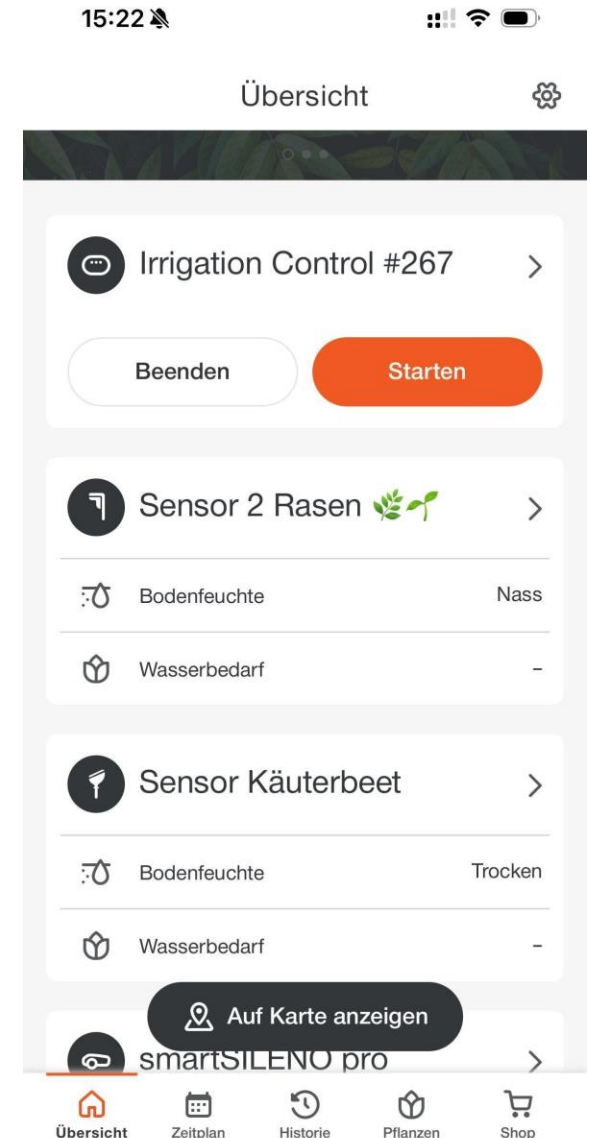 15:22
Übersicht
Irrigation Control #267
Beenden Starten
Sensor 2 Rasen 🌿🌱
Bodenfeuchte Nass
Wasserbedarf -
Sensor Käuterbeet
Bodenfeuchte Trocken
Wasserbedarf -
Auf Karte anzeigen
smartSILENO pro
Übersicht Zeitplan Historie Pflanzen Shop